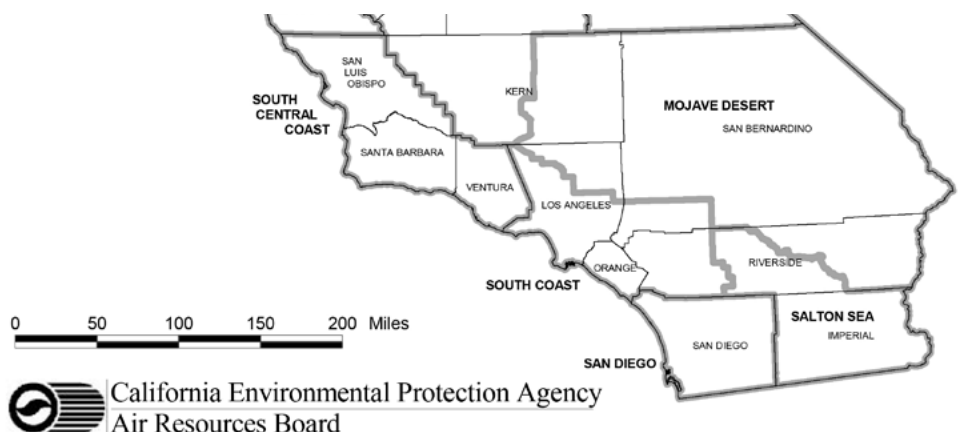 SAN
LUIS
OBISPO
SOUTH
CENTRAL
COAST
KERN
MOJAVE DESERT
SAN BERNARDINO
SANTA BARBARA
VENTURA
LOS ANGELES
RIVERSIDE
ORANGE
SOUTH COAST
SALTON SEA
IMPERIAL
SAN DIEGO
SAN DIEGO
0 50 100 150 200 Miles
California Environmental Protection Agency
Air Resources Board